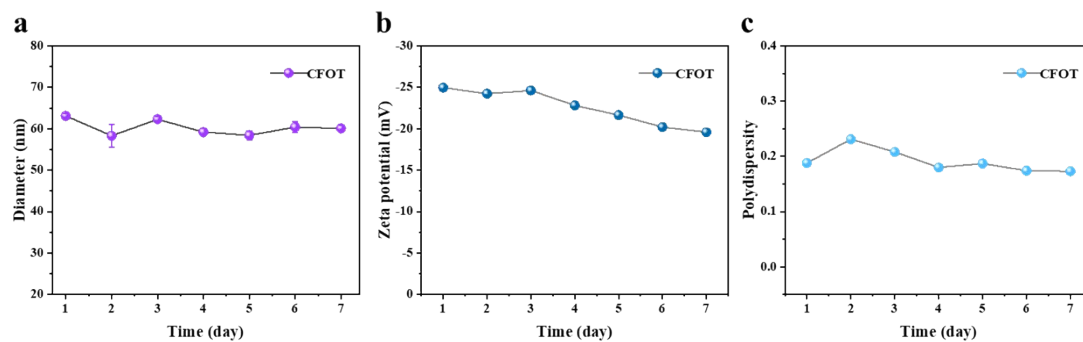 a
80
70
60
50
40
30
20
Diameter (nm)
CFOT
1 2 3 4 5 6 7
Time (day)
b
-30
-25
-20
-15
-10
-5
0
Zeta potential (mV)
CFOT
1 2 3 4 5 6 7
Time (day)
c
0.4
0.3
0.2
0.1
0.0
Polydispersity
CFOT
1 2 3 4 5 6 7
Time (day)